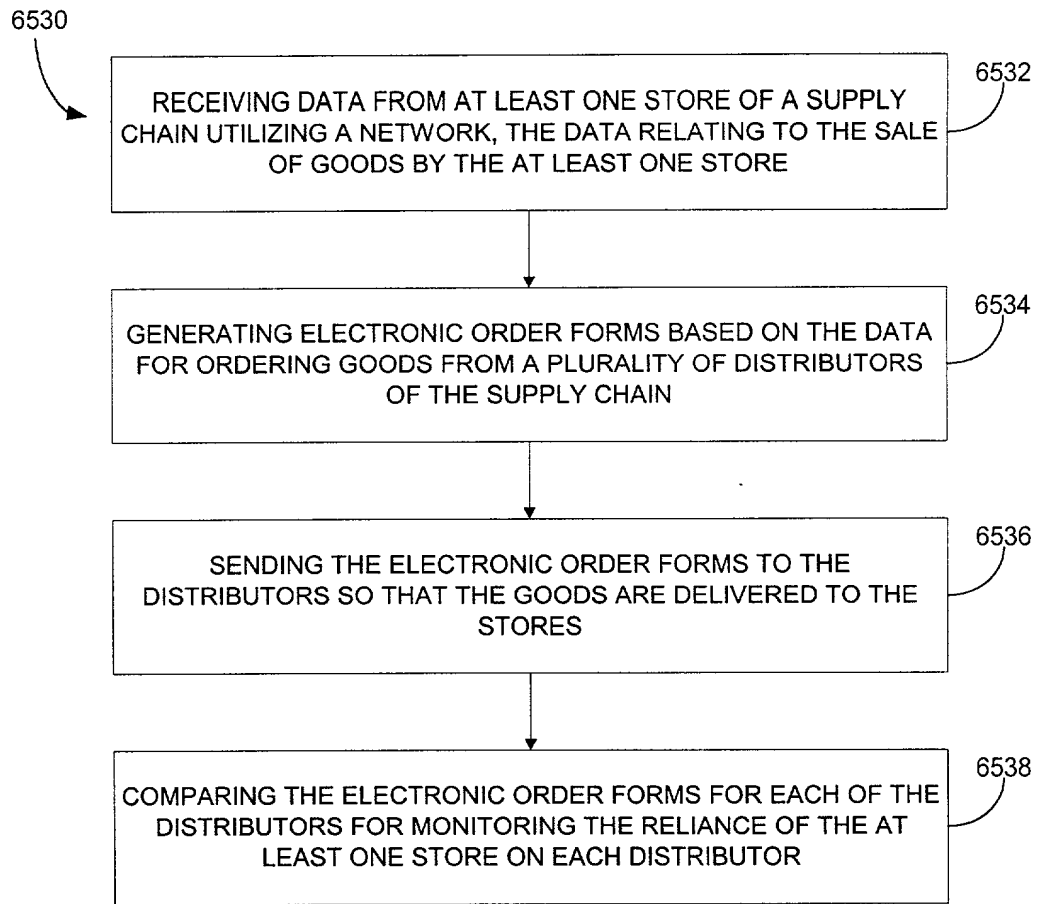 6530
6532
RECEIVING DATA FROM AT LEAST ONE STORE OF A SUPPLY
CHAIN UTILIZING A NETWORK, THE DATA RELATING TO THE SALE
OF GOODS BY THE AT LEAST ONE STORE
6534
GENERATING ELECTRONIC ORDER FORMS BASED ON THE DATA
FOR ORDERING GOODS FROM A PLURALITY OF DISTRIBUTORS
OF THE SUPPLY CHAIN
6536
SENDING THE ELECTRONIC ORDER FORMS TO THE
DISTRIBUTORS SO THAT THE GOODS ARE DELIVERED TO THE
STORES
6538
COMPARING THE ELECTRONIC ORDER FORMS FOR EACH OF THE
DISTRIBUTORS FOR MONITORING THE RELIANCE OF THE AT
LEAST ONE STORE ON EACH DISTRIBUTOR